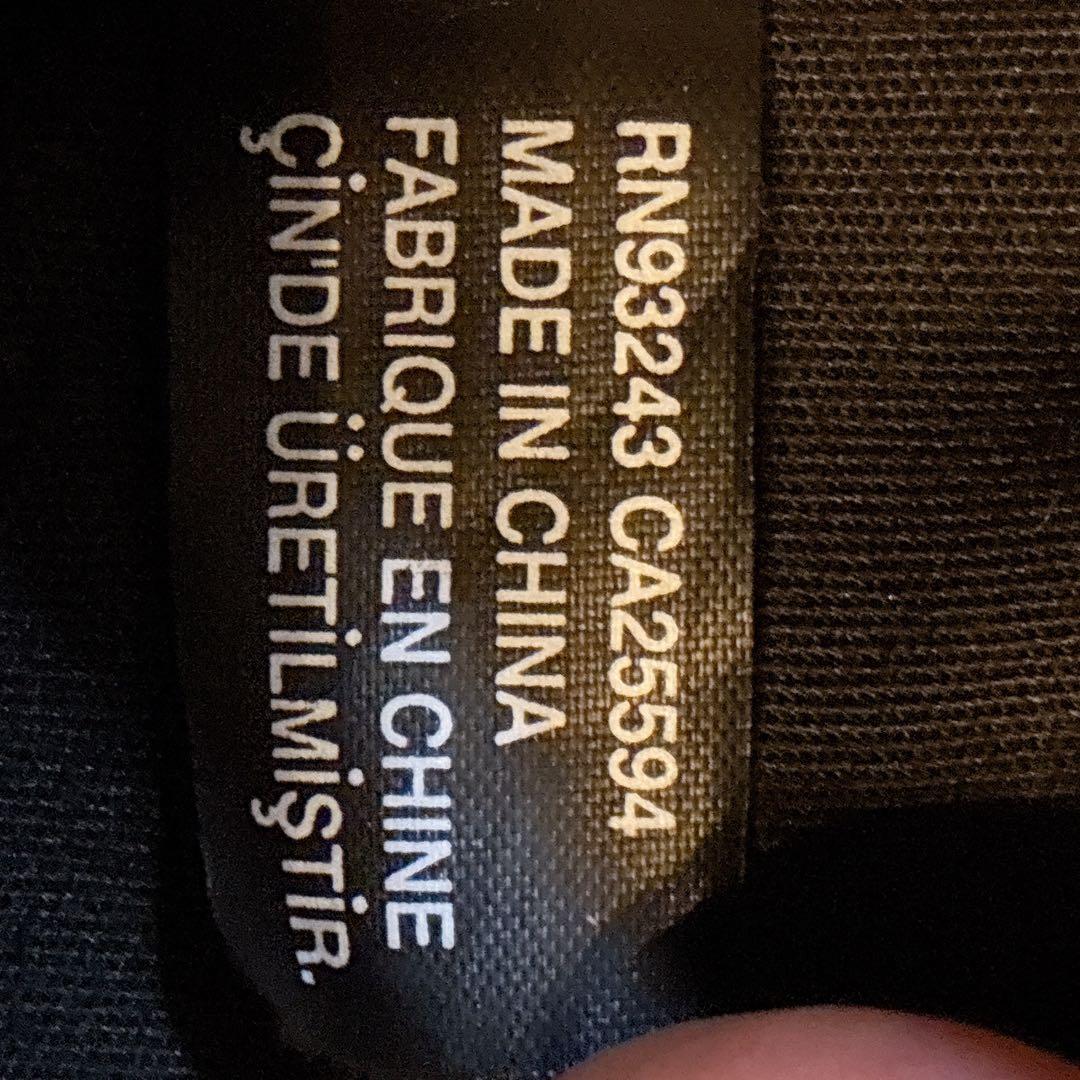 RN93243 CA25594
MADE IN CHINA
FABRIQUE EN CHINE
ÇİN'DE ÜRETİLMİŞTİR.